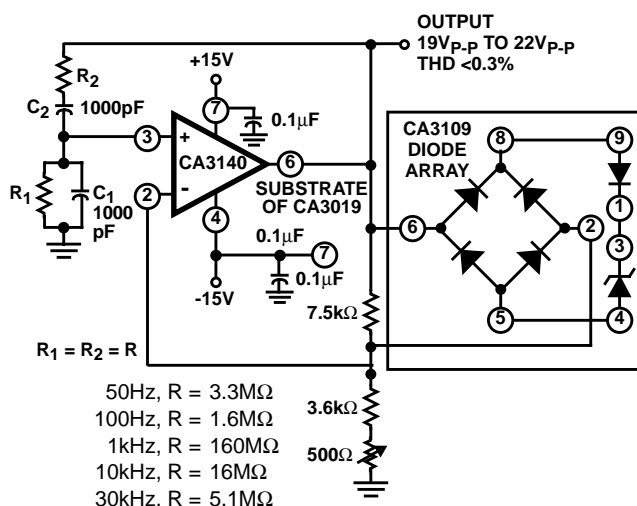 OUTPUT
19VP-P TO 22VP-P
THD <0.3%
+15V
R2
C2 1000pF
7
0.1μF
3
+
CA3140
6
2
-
R1
C1
1000
pF
SUBSTRATE
OF CA3019
4
0.1μF
7
0.1μF
-15V
CA3109
DIODE
ARRAY
8
9
6
2
1
3
5
4
7.5kΩ
R1 = R2 = R
3.6kΩ
500Ω
50Hz, R = 3.3MΩ
100Hz, R = 1.6MΩ
1kHz, R = 160MΩ
10kHz, R = 16MΩ
30kHz, R = 5.1MΩ